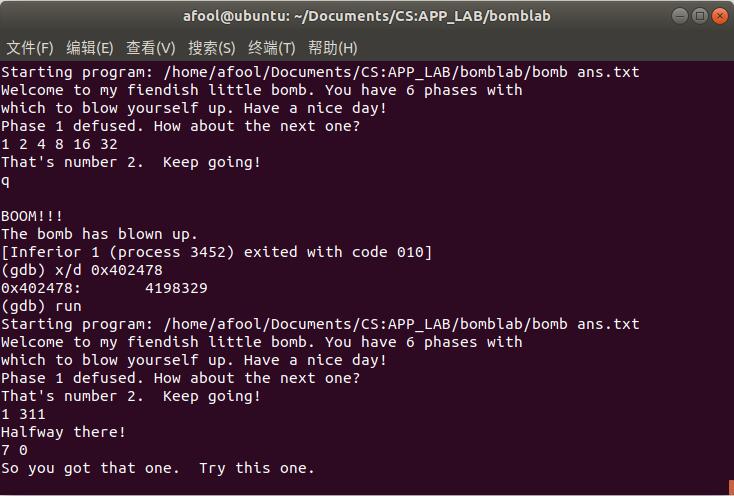 afool@ubuntu: ~/Documents/CS:APP_LAB/bomblab
文件(F) 编辑(E) 查看(V) 搜索(S) 终端(T) 帮助(H)
Starting program: /home/afool/Documents/CS:APP_LAB/bomblab/bomb ans.txt
Welcome to my fiendish little bomb. You have 6 phases with
which to blow yourself up. Have a nice day!
Phase 1 defused. How about the next one?
1 2 4 8 16 32
That's number 2.  Keep going!
q
BOOM!!!
The bomb has blown up.
[Inferior 1 (process 3452) exited with code 010]
(gdb) x/d 0x402478
0x402478:       4198329
(gdb) run
Starting program: /home/afool/Documents/CS:APP_LAB/bomblab/bomb ans.txt
Welcome to my fiendish little bomb. You have 6 phases with
which to blow yourself up. Have a nice day!
Phase 1 defused. How about the next one?
That's number 2.  Keep going!
1 311
Halfway there!
7 0
So you got that one.  Try this one.